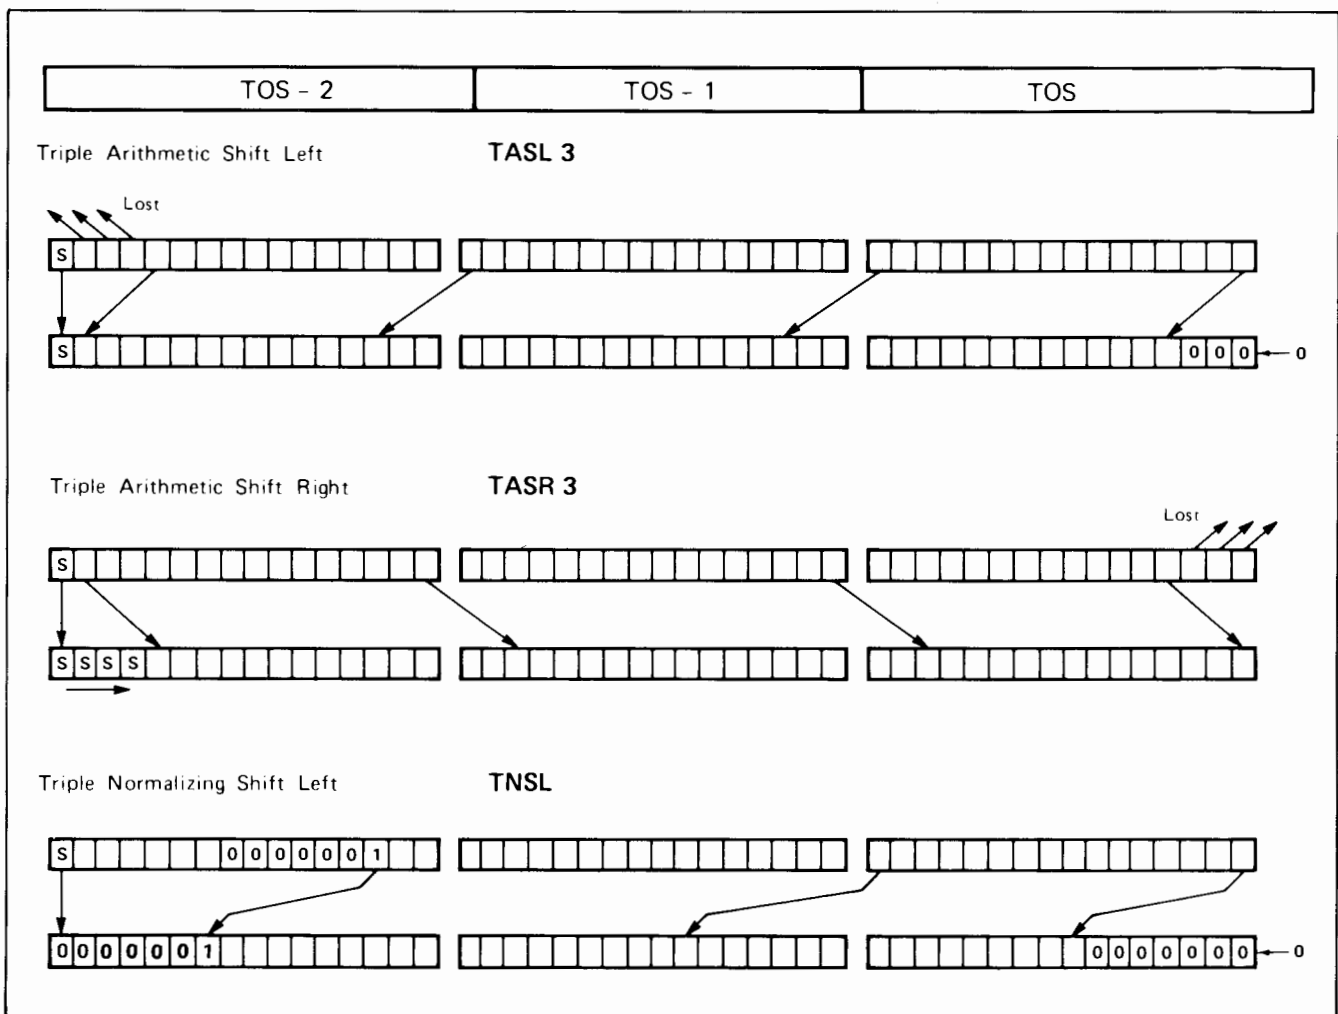 TOS - 2 TOS - 1 TOS
Triple Arithmetic Shift Left TASL 3
Lost
S
S 0 0 0 0
Triple Arithmetic Shift Right TASR 3
Lost
S
S S S S
Triple Normalizing Shift Left TNSL
S 0 0 0 0 0 0 1
0 0 0 0 0 0 1 0 0 0 0 0 0 0 0